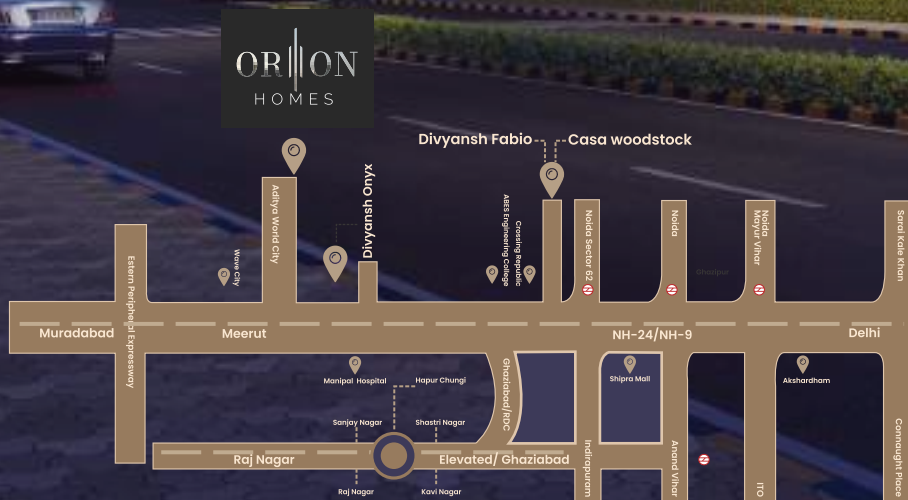 ORION
HOMES
Divyansh Fabio
Casa woodstock
Divyansh Onyx
Aditya World City
Wave City
ABES Engineering College
Crossing Republic
Noida Sector 62
Noida
Noida
Mayur Vihar
Sarai Kale Khan
Ghazipur
Estern Peripheral Expressway
Muradabad
Meerut
NH-24/NH-9
Delhi
Manipal Hospital
Hapur Chungi
Ghaziabad/RDC
Shipra Mall
Akshardham
Sanjay Nagar
Shastri Nagar
Raj Nagar
Elevated/ Ghaziabad
Raj Nagar
Kavi Nagar
Indirapuram
Anand Vihar
ITO
Connaught Place